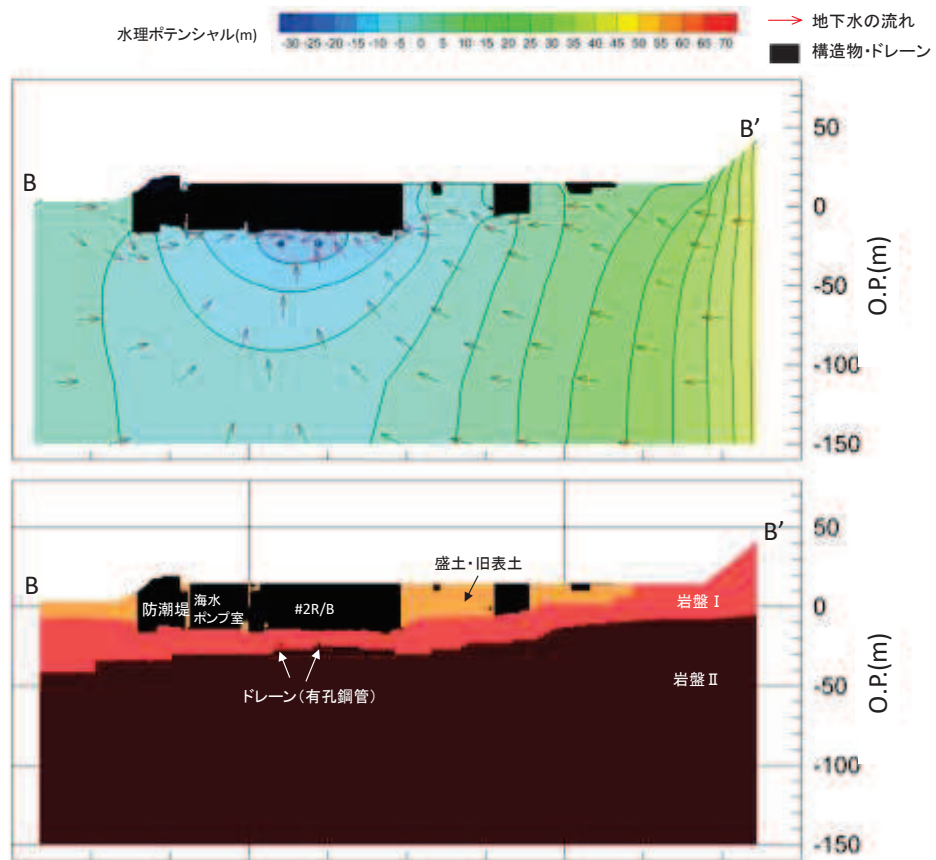 水理ポテンシャル(m)
-30 -25 -20 -15 -10 -5 0 5 10 15 20 25 30 35 40 45 50 55 60 65 70
地下水の流れ
構造物・ドレーン
B
B’
50
0
-50
-100
-150
O.P.(m)
B
B’
盛土・旧表土
防潮堤
海水
ポンプ室
#2R/B
岩盤Ⅰ
ドレーン(有孔鋼管)
岩盤Ⅱ
50
0
-50
-100
-150
O.P.(m)